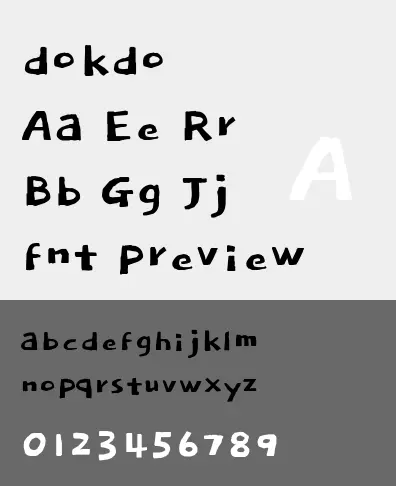 dokdo
Aa Ee Rr
A
Bb Gg Jj
fnt Preview
abcdefghijklm
nopqrstuvwxyz
0123456789